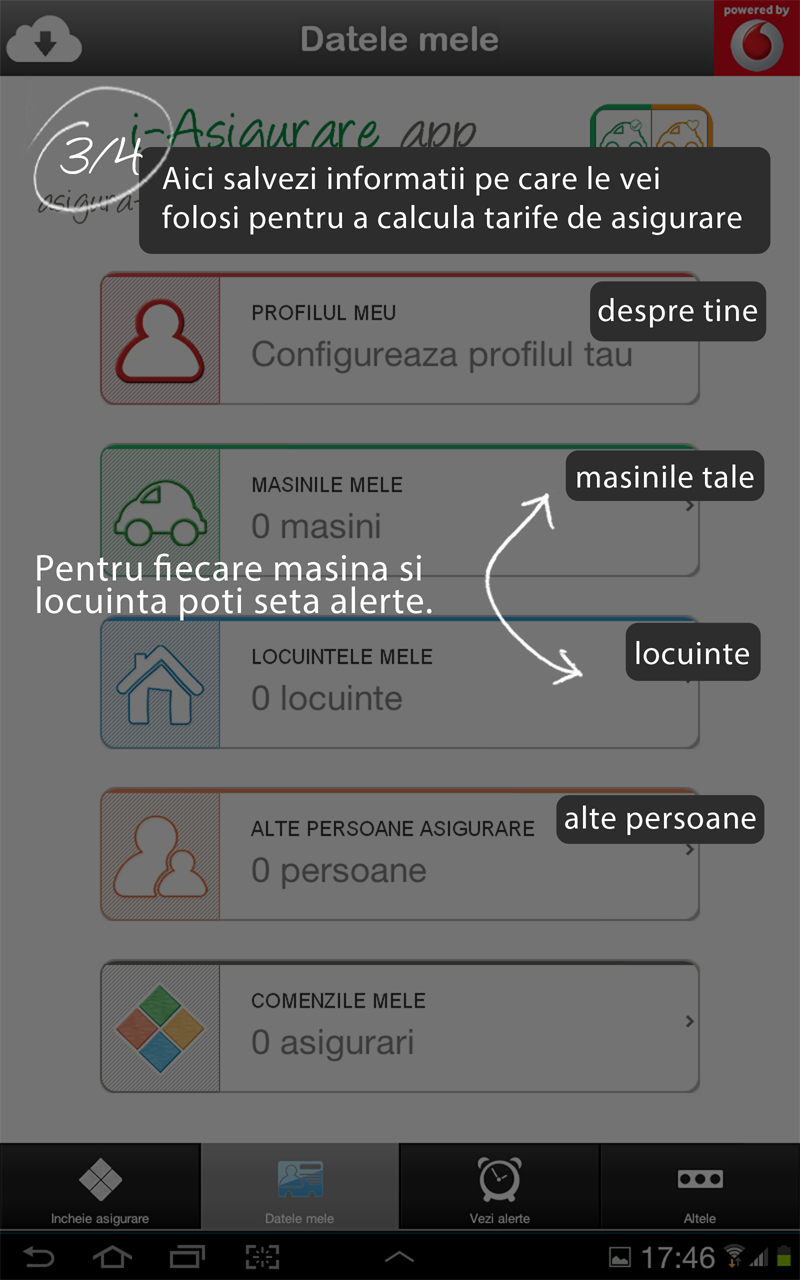 Datele mele
powered by
i-Asigurare app
3/4
asigura-
Aici salvezi informatii pe care le vei
folosi pentru a calcula tarife de asigurare
PROFILUL MEU
despre tine
Configureaza profilul tau
MASINILE MELE
masinile tale
0 masini
Pentru fiecare masina si
locuinta poti seta alerte.
LOCUINTELE MELE
locuinte
0 locuinte
ALTE PERSOANE ASIGURARE
alte persoane
0 persoane
COMENZILE MELE
0 asigurari
Incheie asigurare
Datele mele
Vezi alerte
Altele
17:46